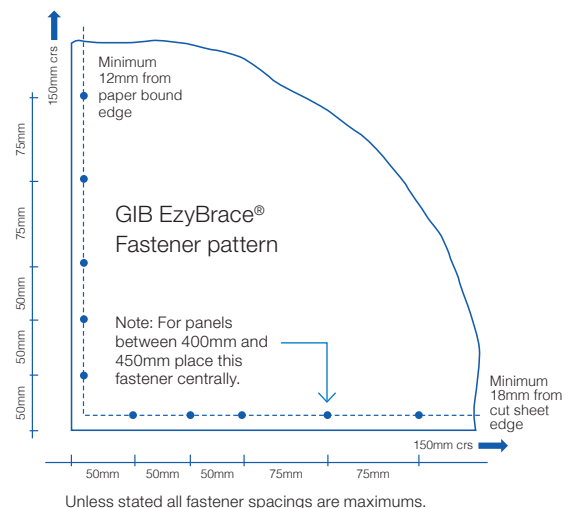 150mm crs
Minimum
12mm from
paper bound
edge
75mm
75mm
50mm
50mm
50mm
GIB EzyBrace®
Fastener pattern
Note: For panels
between 400mm and
450mm place this
fastener centrally.
Minimum
18mm from
cut sheet
edge
150mm crs
50mm
50mm
50mm
75mm
75mm
Unless stated all fastener spacings are maximums.